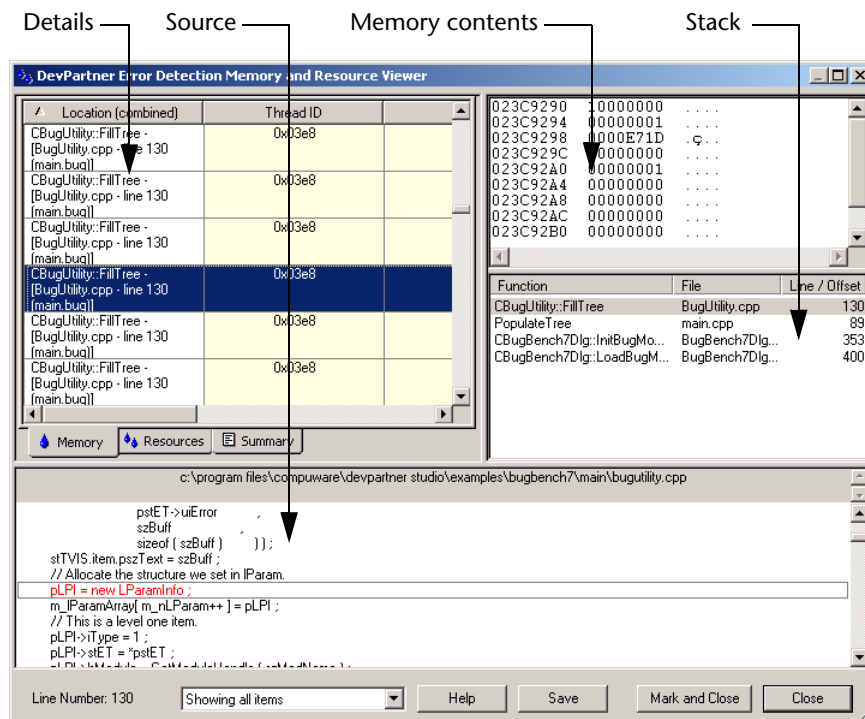 Details Source Memory contents Stack
DevPartner Error Detection Memory and Resource Viewer
Location (combined) Thread ID
CBugUtility::FillTree - 0x03e8
[BugUtility.cpp - line 130
(main.bug)]
CBugUtility::FillTree - 0x03e8
[BugUtility.cpp - line 130
(main.bug)]
CBugUtility::FillTree - 0x03e8
[BugUtility.cpp - line 130
(main.bug)]
CBugUtility::FillTree - 0x03e8
[BugUtility.cpp - line 130
(main.bug)]
CBugUtility::FillTree - 0x03e8
[BugUtility.cpp - line 130
(main.bug)]
CBugUtility::FillTree - 0x03e8
[BugUtility.cpp - line 130
(main.bug)]
Memory Resources Summary
023C9290 10000000 ....
023C9294 00000001 ....
023C9298 0000E71D .ç..
023C929C 00000000 ....
023C92A0 00000001 ....
023C92A4 00000000 ....
023C92A8 00000000 ....
023C92AC 00000000 ....
023C92B0 00000000 ....
Function File Line / Offset
CBugUtility::FillTree BugUtility.cpp 130
PopulateTree main.cpp 89
CBugBench7Dlg::InitBugMo... BugBench7Dlg... 353
CBugBench7Dlg::LoadBugM... BugBench7Dlg... 400
c:\program files\compuware\devpartner studio\examples\bugbench7\main\bugutility.cpp
pstET->uiError ,
szBuff ,
sizeof ( szBuff ) ) ) ;
stTVIS.item.pszText = szBuff ;
// Allocate the structure we set in lParam.
pLPI = new LParamInfo ;
m_lParamArray[ m_nLParam++ ] = pLPI ;
// This is a level one item.
pLPI->iType = 1 ;
pLPI->stET = *pstET ;
pLPI->hModule = GetModuleHandle ( szModName ) ;
Line Number: 130 Showing all items Help Save Mark and Close Close